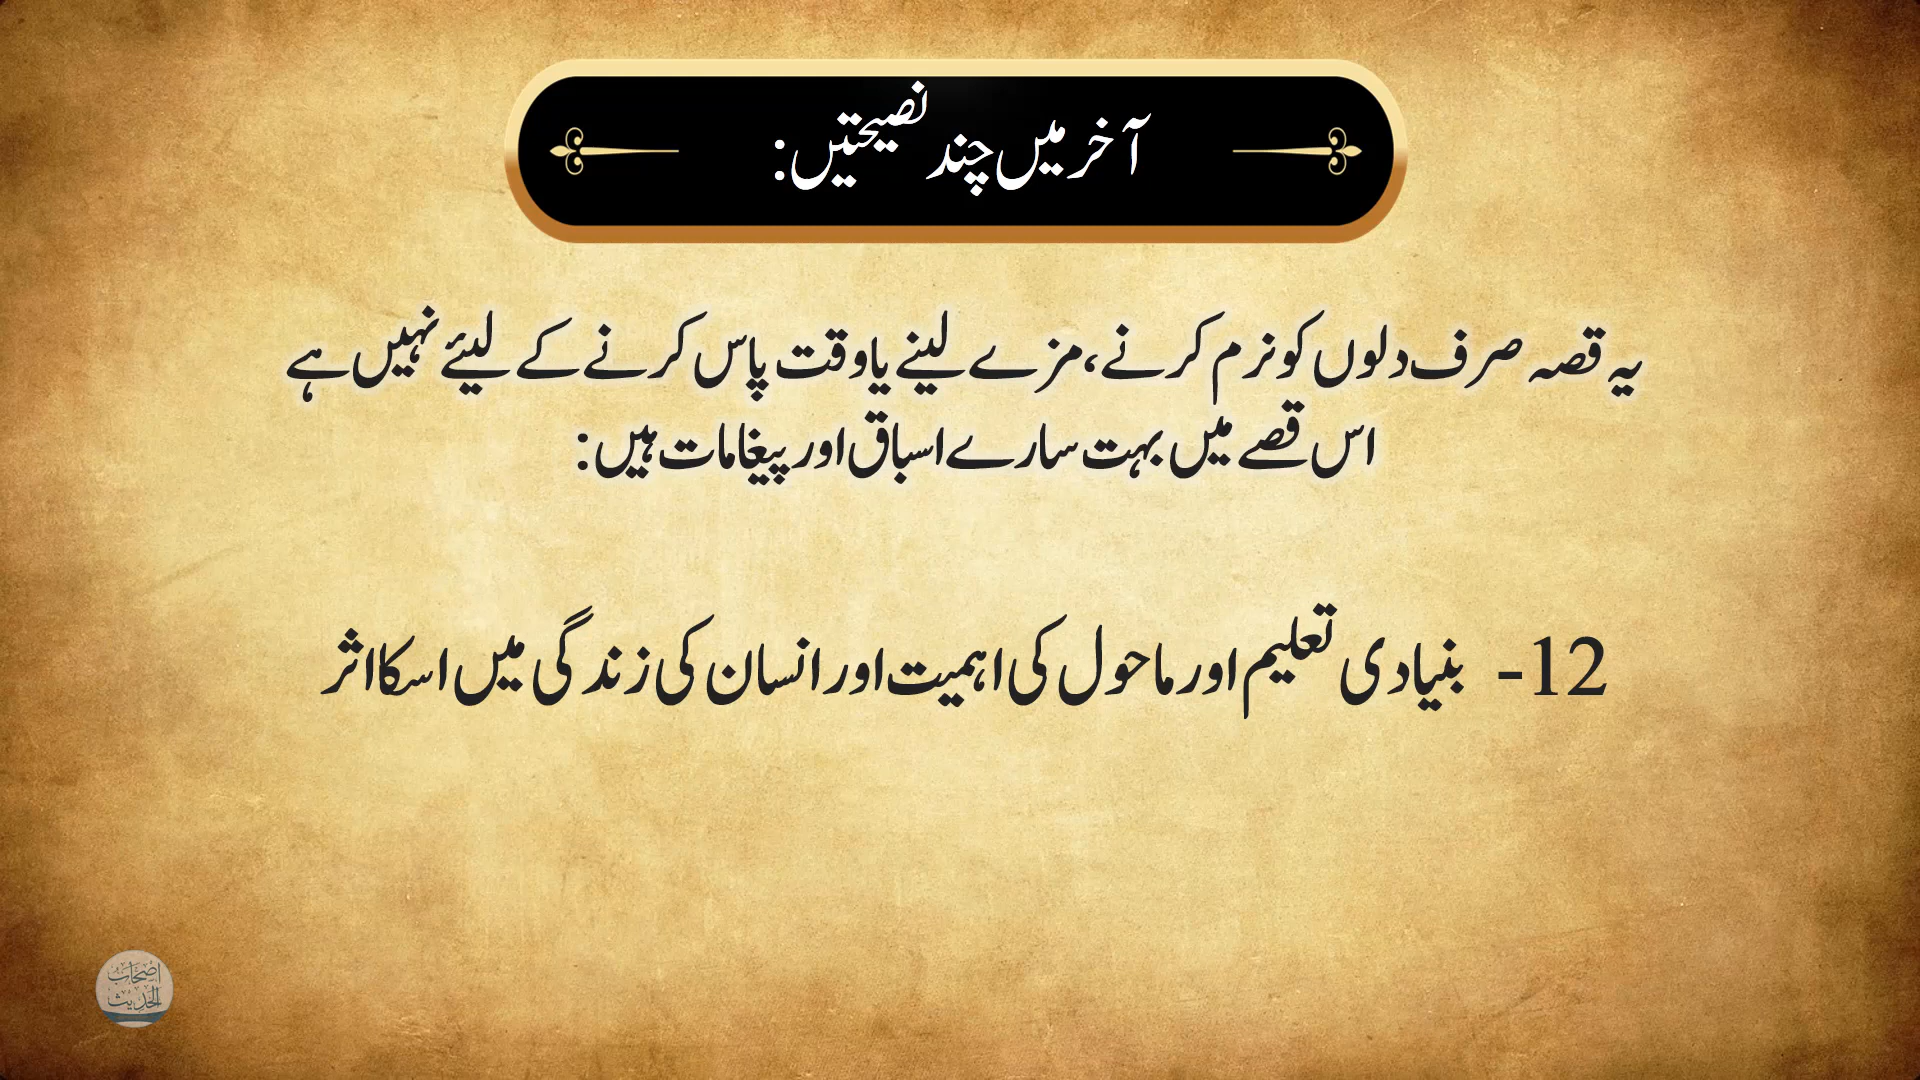 آخر میں چند نصیحتیں:
یہ قصہ صرف دلوں کو نرم کرنے، مزے لینے یا وقت پاس کرنے کے لیئے نہیں ہے
اس قصے میں بہت سارے اسباق اور پیغامات ہیں:
12- بنیادی تعلیم اور ماحول کی اہمیت اور انسان کی زندگی میں اسکا اثر
اصحاب
الحدیث